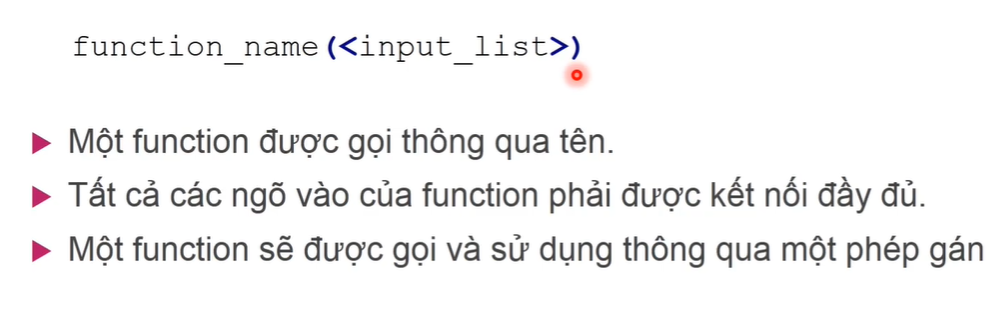 function_name(<input_list>)
Một function được gọi thông qua tên.
Tất cả các ngõ vào của function phải được kết nối đầy đủ.
Một function sẽ được gọi và sử dụng thông qua một phép gán